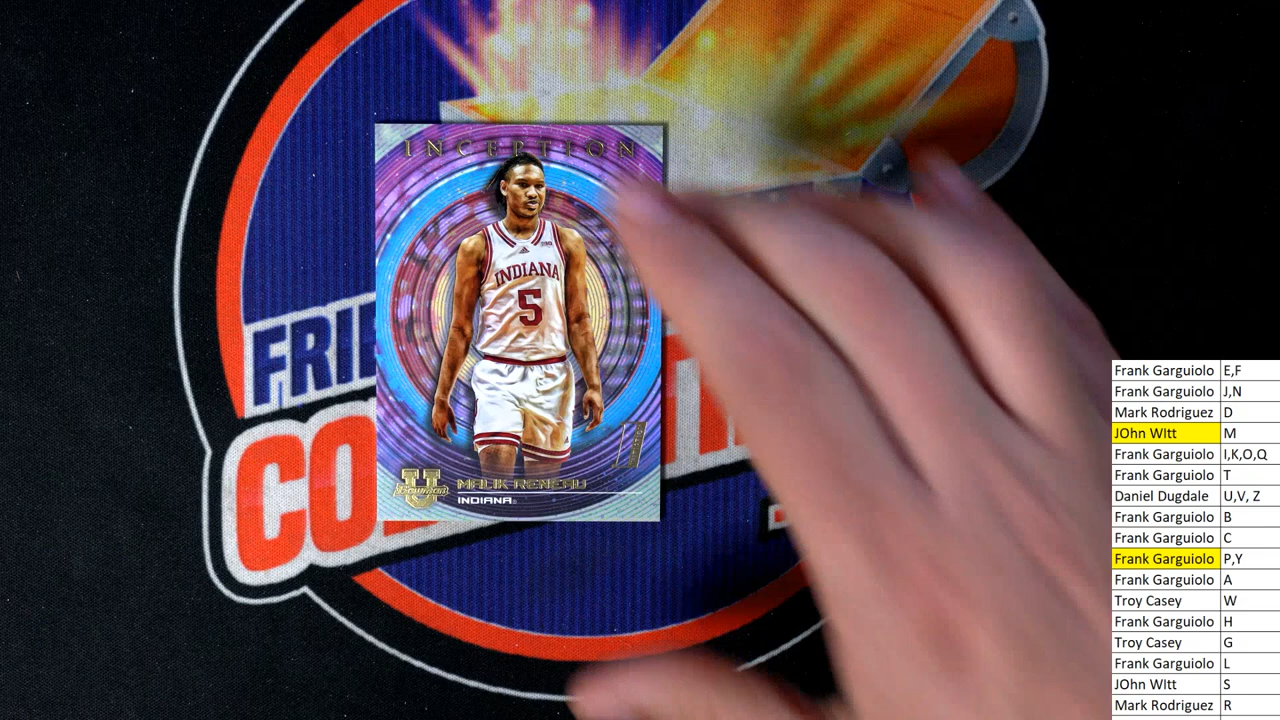 INCEPTION
INDIANA
5
U
BOWMAN
MALIK RENEAU
INDIANA
FRIE
CO
Frank Garguiolo E,F
Frank Garguiolo J,N
Mark Rodriguez D
JOhn WItt M
Frank Garguiolo I,K,O,Q
Frank Garguiolo T
Daniel Dugdale U,V, Z
Frank Garguiolo B
Frank Garguiolo C
Frank Garguiolo P,Y
Frank Garguiolo A
Troy Casey W
Frank Garguiolo H
Troy Casey G
Frank Garguiolo L
JOhn WItt S
Mark Rodriguez R